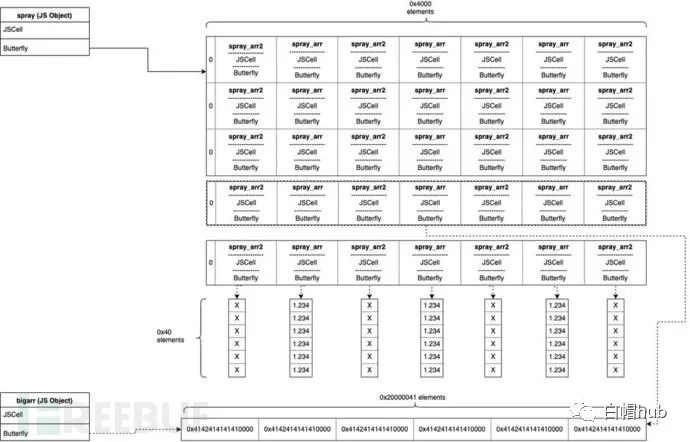 0x4000
elements
spray (JS Object)
JSCell
Butterfly
spray_arr2 spray_arr spray_arr2 spray_arr spray_arr2 spray_arr spray_arr2
0 JSCell JSCell JSCell JSCell JSCell JSCell JSCell
Butterfly Butterfly Butterfly Butterfly Butterfly Butterfly Butterfly
spray_arr2 spray_arr spray_arr2 spray_arr spray_arr2 spray_arr spray_arr2
0 JSCell JSCell JSCell JSCell JSCell JSCell JSCell
Butterfly Butterfly Butterfly Butterfly Butterfly Butterfly Butterfly
spray_arr2 spray_arr spray_arr2 spray_arr spray_arr2 spray_arr spray_arr2
0 JSCell JSCell JSCell JSCell JSCell JSCell JSCell
Butterfly Butterfly Butterfly Butterfly Butterfly Butterfly Butterfly
spray_arr2 spray_arr spray_arr2 spray_arr spray_arr2 spray_arr spray_arr2
0 JSCell JSCell JSCell JSCell JSCell JSCell JSCell
Butterfly Butterfly Butterfly Butterfly Butterfly Butterfly Butterfly
spray_arr2 spray_arr spray_arr2 spray_arr spray_arr2 spray_arr spray_arr2
0 JSCell JSCell JSCell JSCell JSCell JSCell JSCell
Butterfly Butterfly Butterfly Butterfly Butterfly Butterfly Butterfly
0x40
elements
X 1.234 X 1.234 X 1.234 X
X 1.234 X 1.234 X 1.234 X
X 1.234 X 1.234 X 1.234 X
X 1.234 X 1.234 X 1.234 X
X 1.234 X 1.234 X 1.234 X
X 1.234 X 1.234 X 1.234 X
0x20000041 elements
bigarr (JS Object)
JSCell
Butterfly
0x4142414141410000 0x4142414141410000 0x4142414141410000 0x4142414141410000 0x4142414141410000 0x4142414141410000
REEBUF
白帽hub